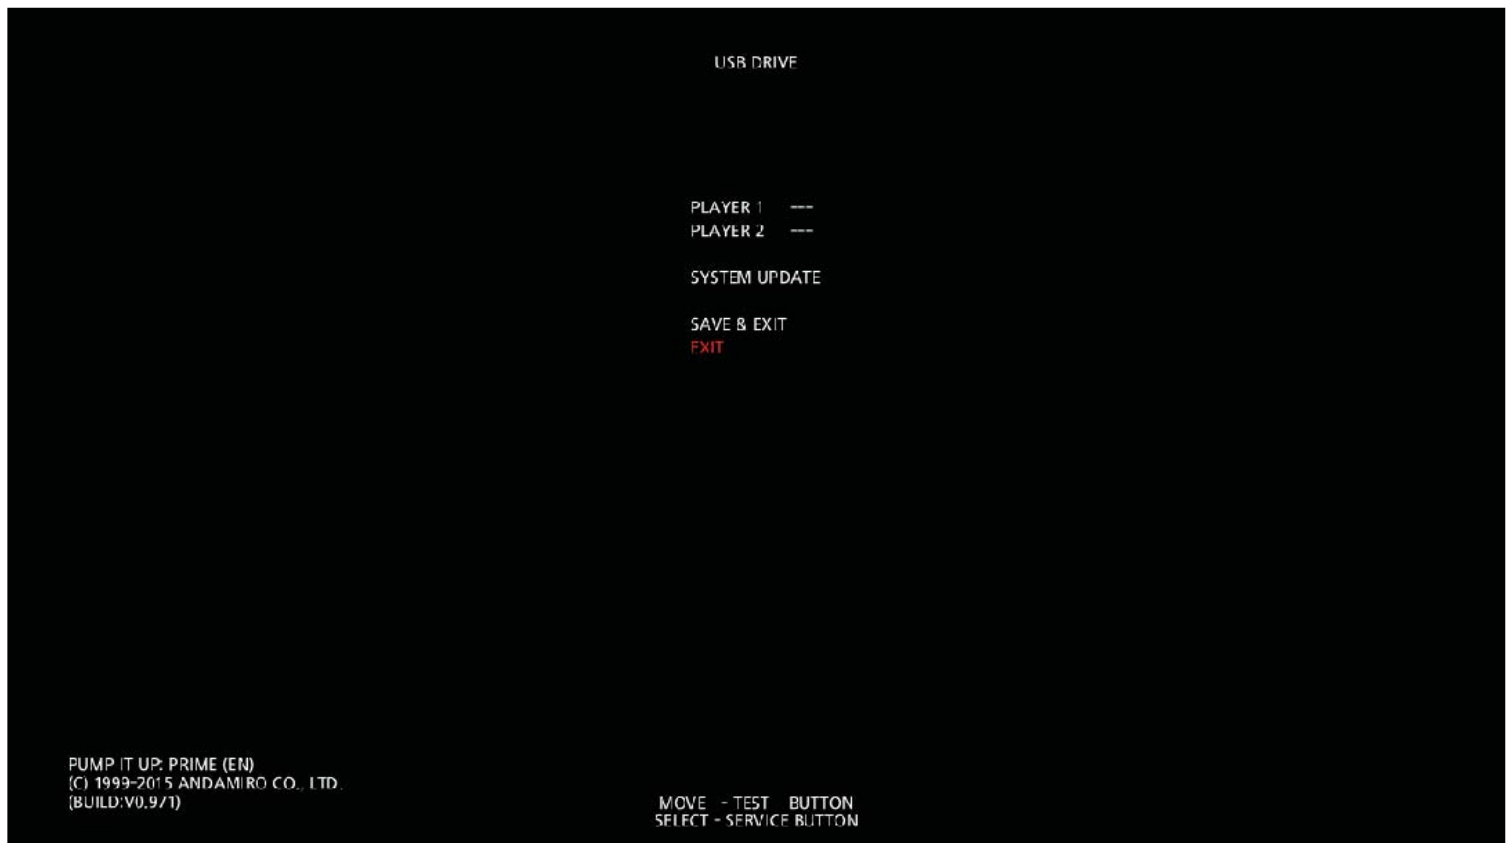 USB DRIVE
PLAYER 1 ---
PLAYER 2 ---
SYSTEM UPDATE
SAVE & EXIT
EXIT
PUMP IT UP: PRIME (EN)
(C) 1999-2015 ANDAMIRO CO., LTD.
(BUILD:V0.971)
MOVE - TEST BUTTON
SELECT - SERVICE BUTTON